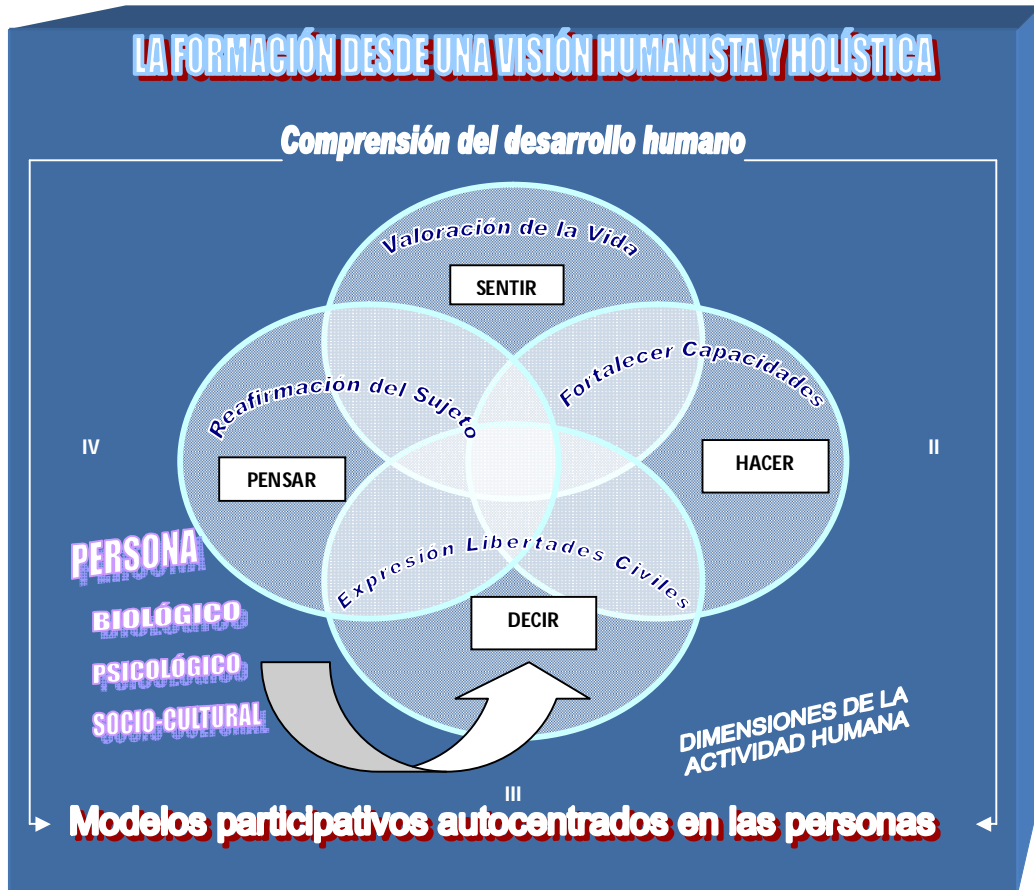 LA FORMACIÓN DESDE UNA VISIÓN HUMANISTA Y HOLÍSTICA
Comprensión del desarrollo humano
Valoración de la Vida
SENTIR
Reafirmación del Sujeto
Fortalecer Capacidades
IV
II
PENSAR
HACER
PERSONA
Expresión Libertades Civiles
BIOLÓGICO
DECIR
PSICOLÓGICO
SOCIO-CULTURAL
DIMENSIONES DE LA
ACTIVIDAD HUMANA
III
Modelos participativos autocentrados en las personas